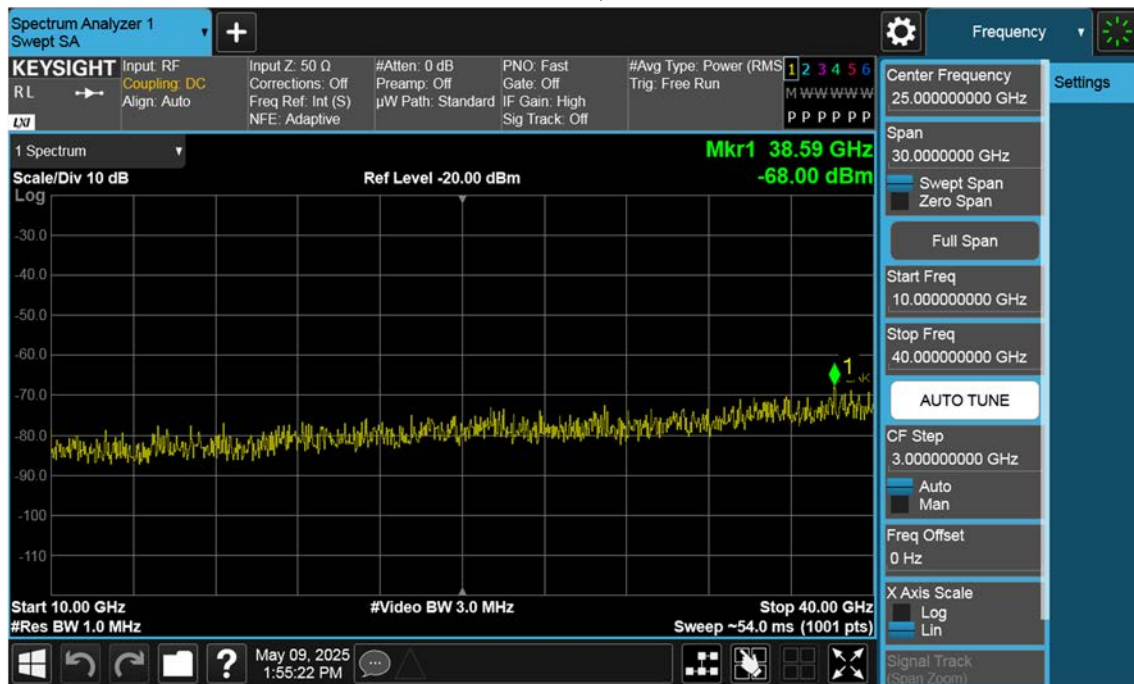 Spectrum Analyzer 1
Swept SA
+
Frequency
KEYSIGHT
RL
LXI
Input: RF
Coupling: DC
Align: Auto
Input Z: 50 Ω
Corrections: Off
Freq Ref: Int (S)
NFE: Adaptive
#Atten: 0 dB
Preamp: Off
µW Path: Standard
PNO: Fast
Gate: Off
IF Gain: High
Sig Track: Off
#Avg Type: Power (RMS
Trig: Free Run
1 2 3 4 5 6
M W W W W W
P P P P P P
Center Frequency
25.000000000 GHz
Settings
1 Spectrum
Mkr1 38.59 GHz
Scale/Div 10 dB
Ref Level -20.00 dBm
-68.00 dBm
Log
-30.0
-40.0
-50.0
-60.0
-70.0
-80.0
-90.0
-100
-110
1
Span
30.0000000 GHz
Swept Span
Zero Span
Full Span
Start Freq
10.000000000 GHz
Stop Freq
40.000000000 GHz
AUTO TUNE
CF Step
3.000000000 GHz
Auto
Man
Freq Offset
0 Hz
X Axis Scale
Log
Lin
Signal Track
(Span Zoom)
Start 10.00 GHz
#Video BW 3.0 MHz
Stop 40.00 GHz
#Res BW 1.0 MHz
Sweep ~54.0 ms (1001 pts)
?
May 09, 2025
1:55:22 PM